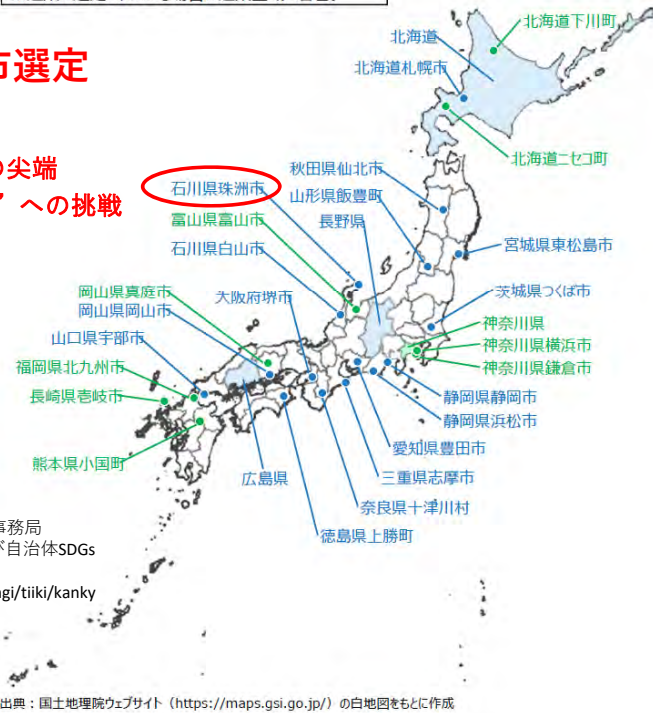 市選定
の尖端
”への挑戦
北海道下川町
北海道
北海道札幌市
北海道ニセコ町
秋田県仙北市
石川県珠洲市
山形県飯豊町
富山県富山市
長野県
石川県白山市
宮城県東松島市
岡山県真庭市
大阪府堺市
茨城県つくば市
岡山県岡山市
神奈川県
山口県宇部市
神奈川県横浜市
福岡県北九州市
神奈川県鎌倉市
長崎県壱岐市
静岡県静岡市
静岡県浜松市
愛知県豊田市
熊本県小国町
広島県
三重県志摩市
奈良県十津川村
徳島県上勝町
事務局
び自治体SDGs
gi/tiiki/kanky
出典：国土地理院ウェブサイト（https://maps.gsi.go.jp/）の白地図をもとに作成